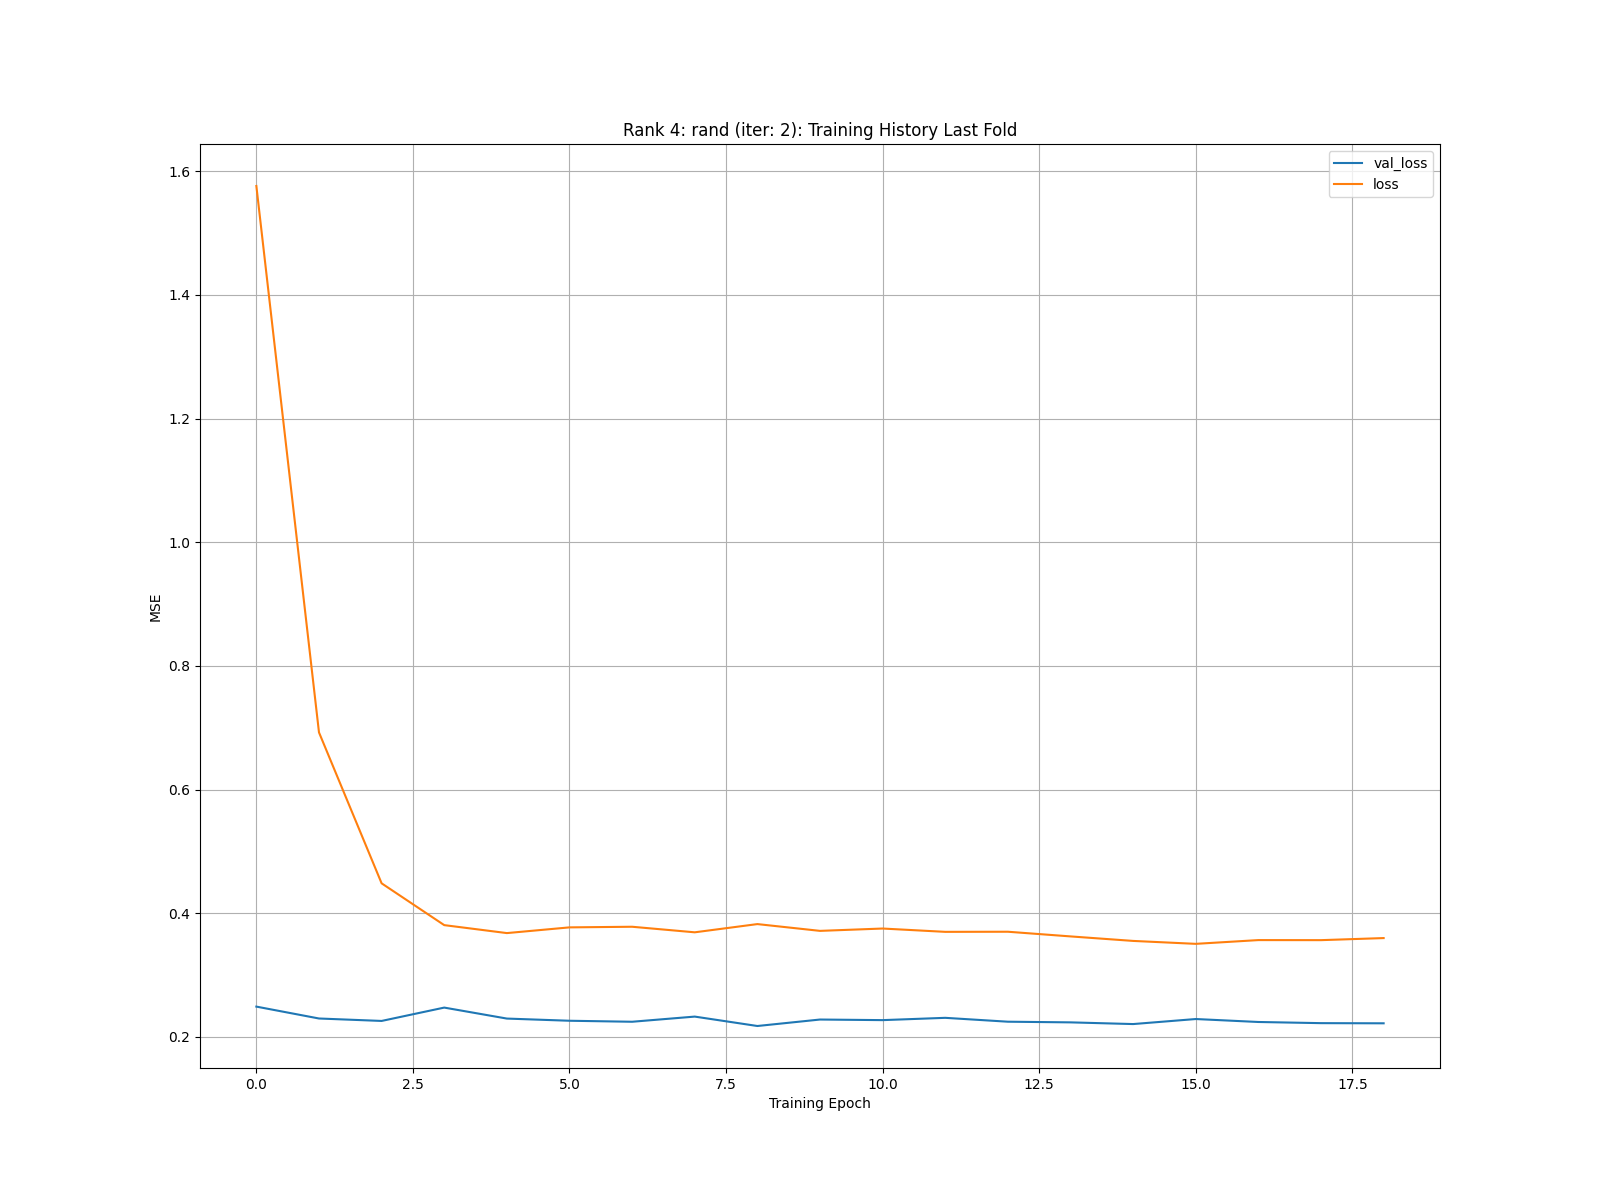 Rank 4: rand (iter: 2): Training History Last Fold
val_loss
loss
1.6
1.4
1.2
1.0
0.8
0.6
0.4
0.2
MSE
0.0 2.5 5.0 7.5 10.0 12.5 15.0 17.5
Training Epoch